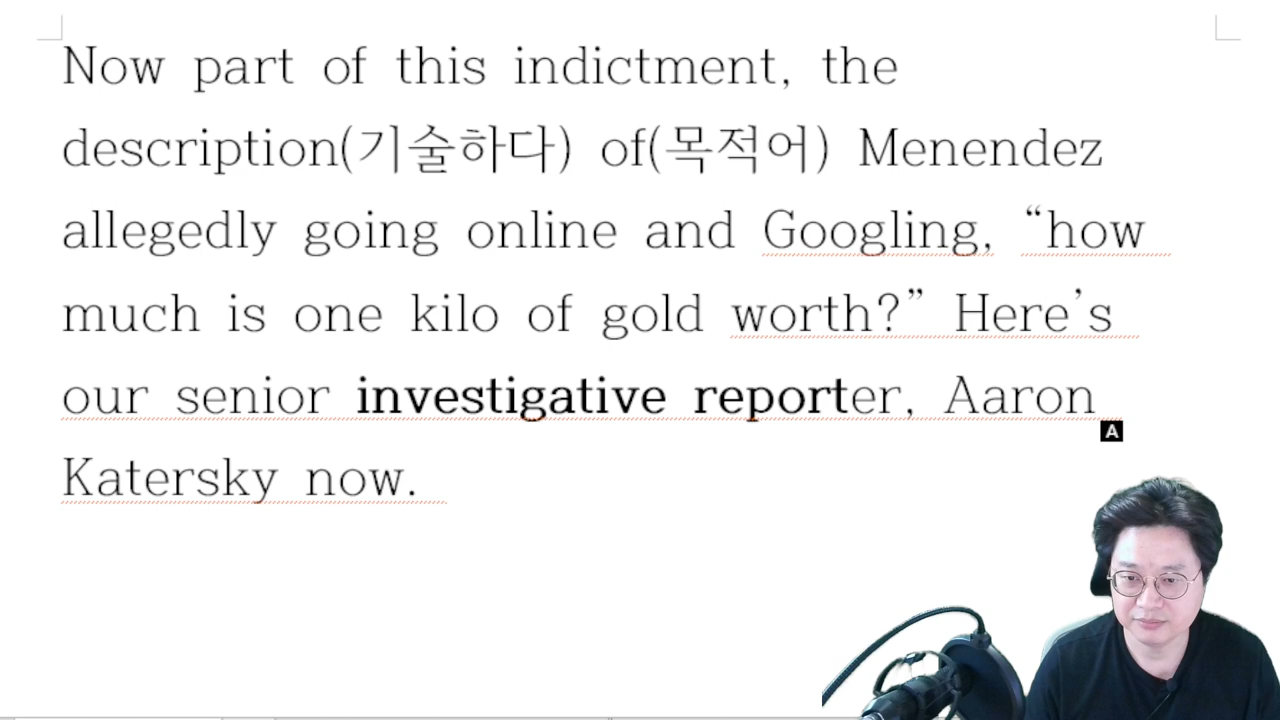 Now part of this indictment, the
description(기술하다) of(목적어) Menendez
allegedly going online and Googling, “how
much is one kilo of gold worth?” Here’s
our senior investigative reporter, Aaron
A
Katersky now.